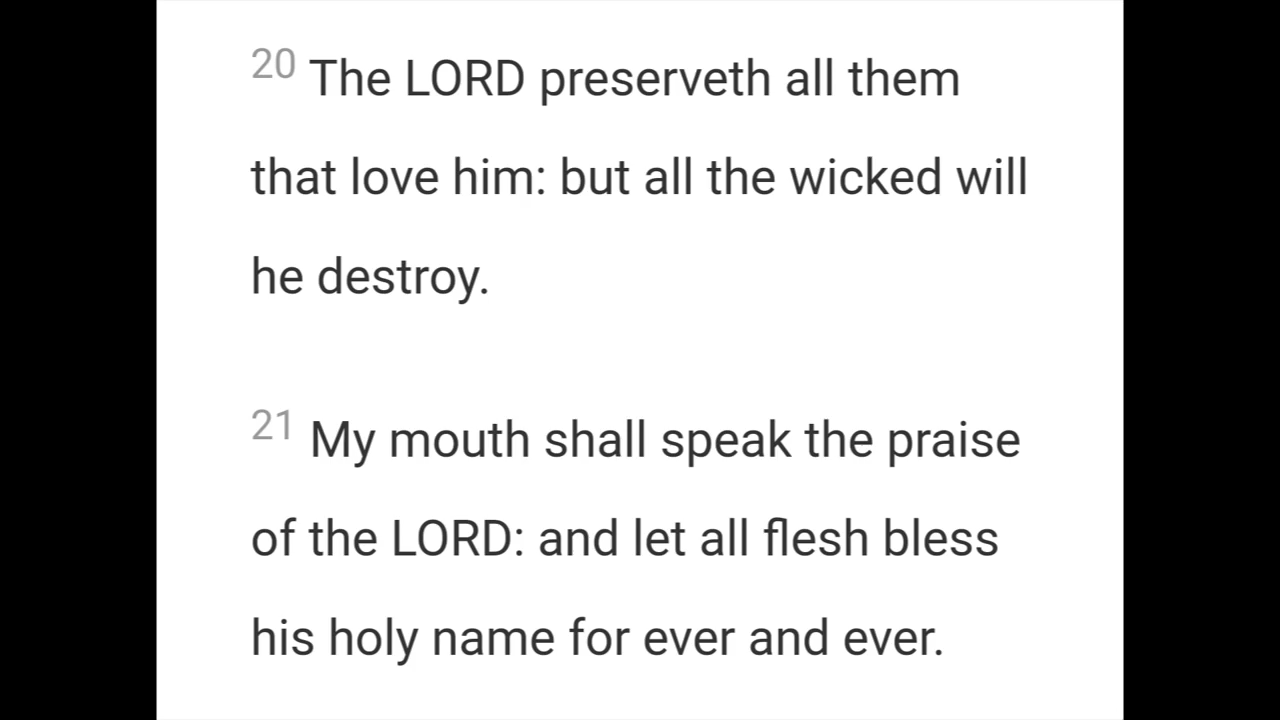 20 The LORD preserveth all them
that love him: but all the wicked will
he destroy.
21 My mouth shall speak the praise
of the LORD: and let all flesh bless
his holy name for ever and ever.